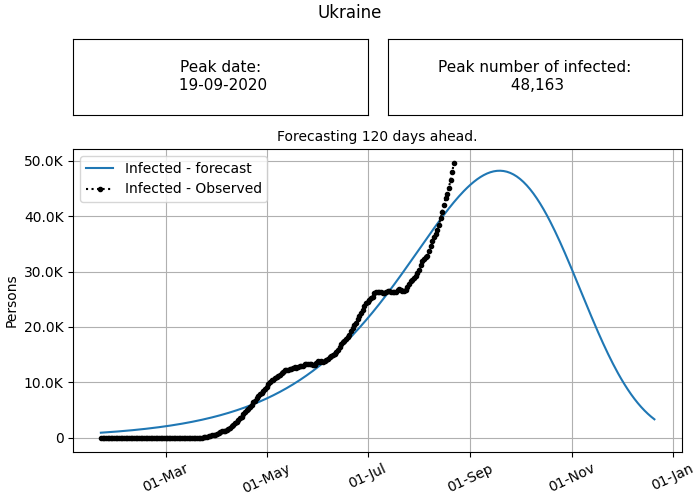 Ukraine
Peak date:
19-09-2020
Peak number of infected:
48,163
Forecasting 120 days ahead.
50.0K
40.0K
30.0K
20.0K
10.0K
0
Persons
Infected - forecast
Infected - Observed
01-Mar
01-May
01-Jul
01-Sep
01-Nov
01-Jan